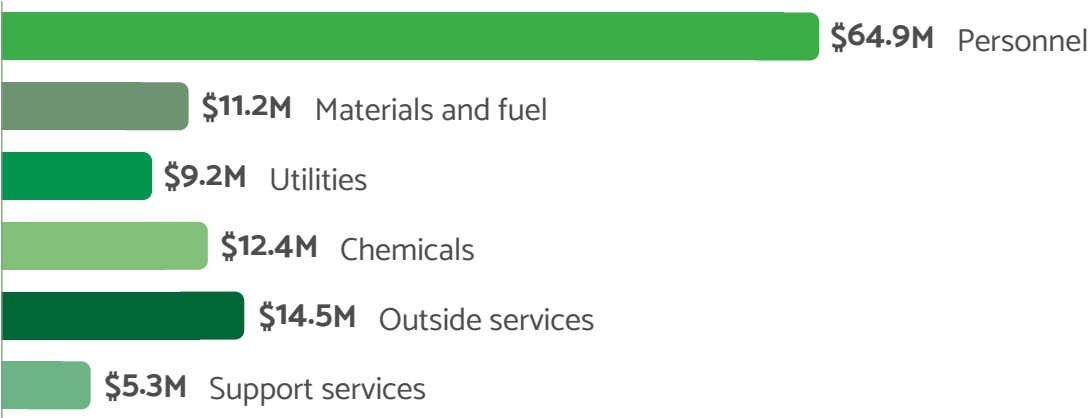 $64.9M Personnel
$11.2M Materials and fuel
$9.2M Utilities
$12.4M Chemicals
$14.5M Outside services
$5.3M Support services